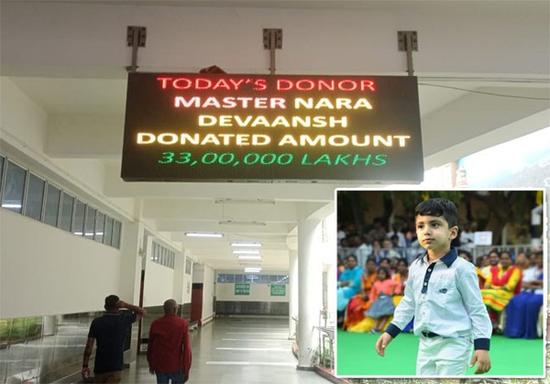 TODAY'S DONOR
MASTER NARA
DEVAANSH
DONATED AMOUNT
33,00,000 LAKHS